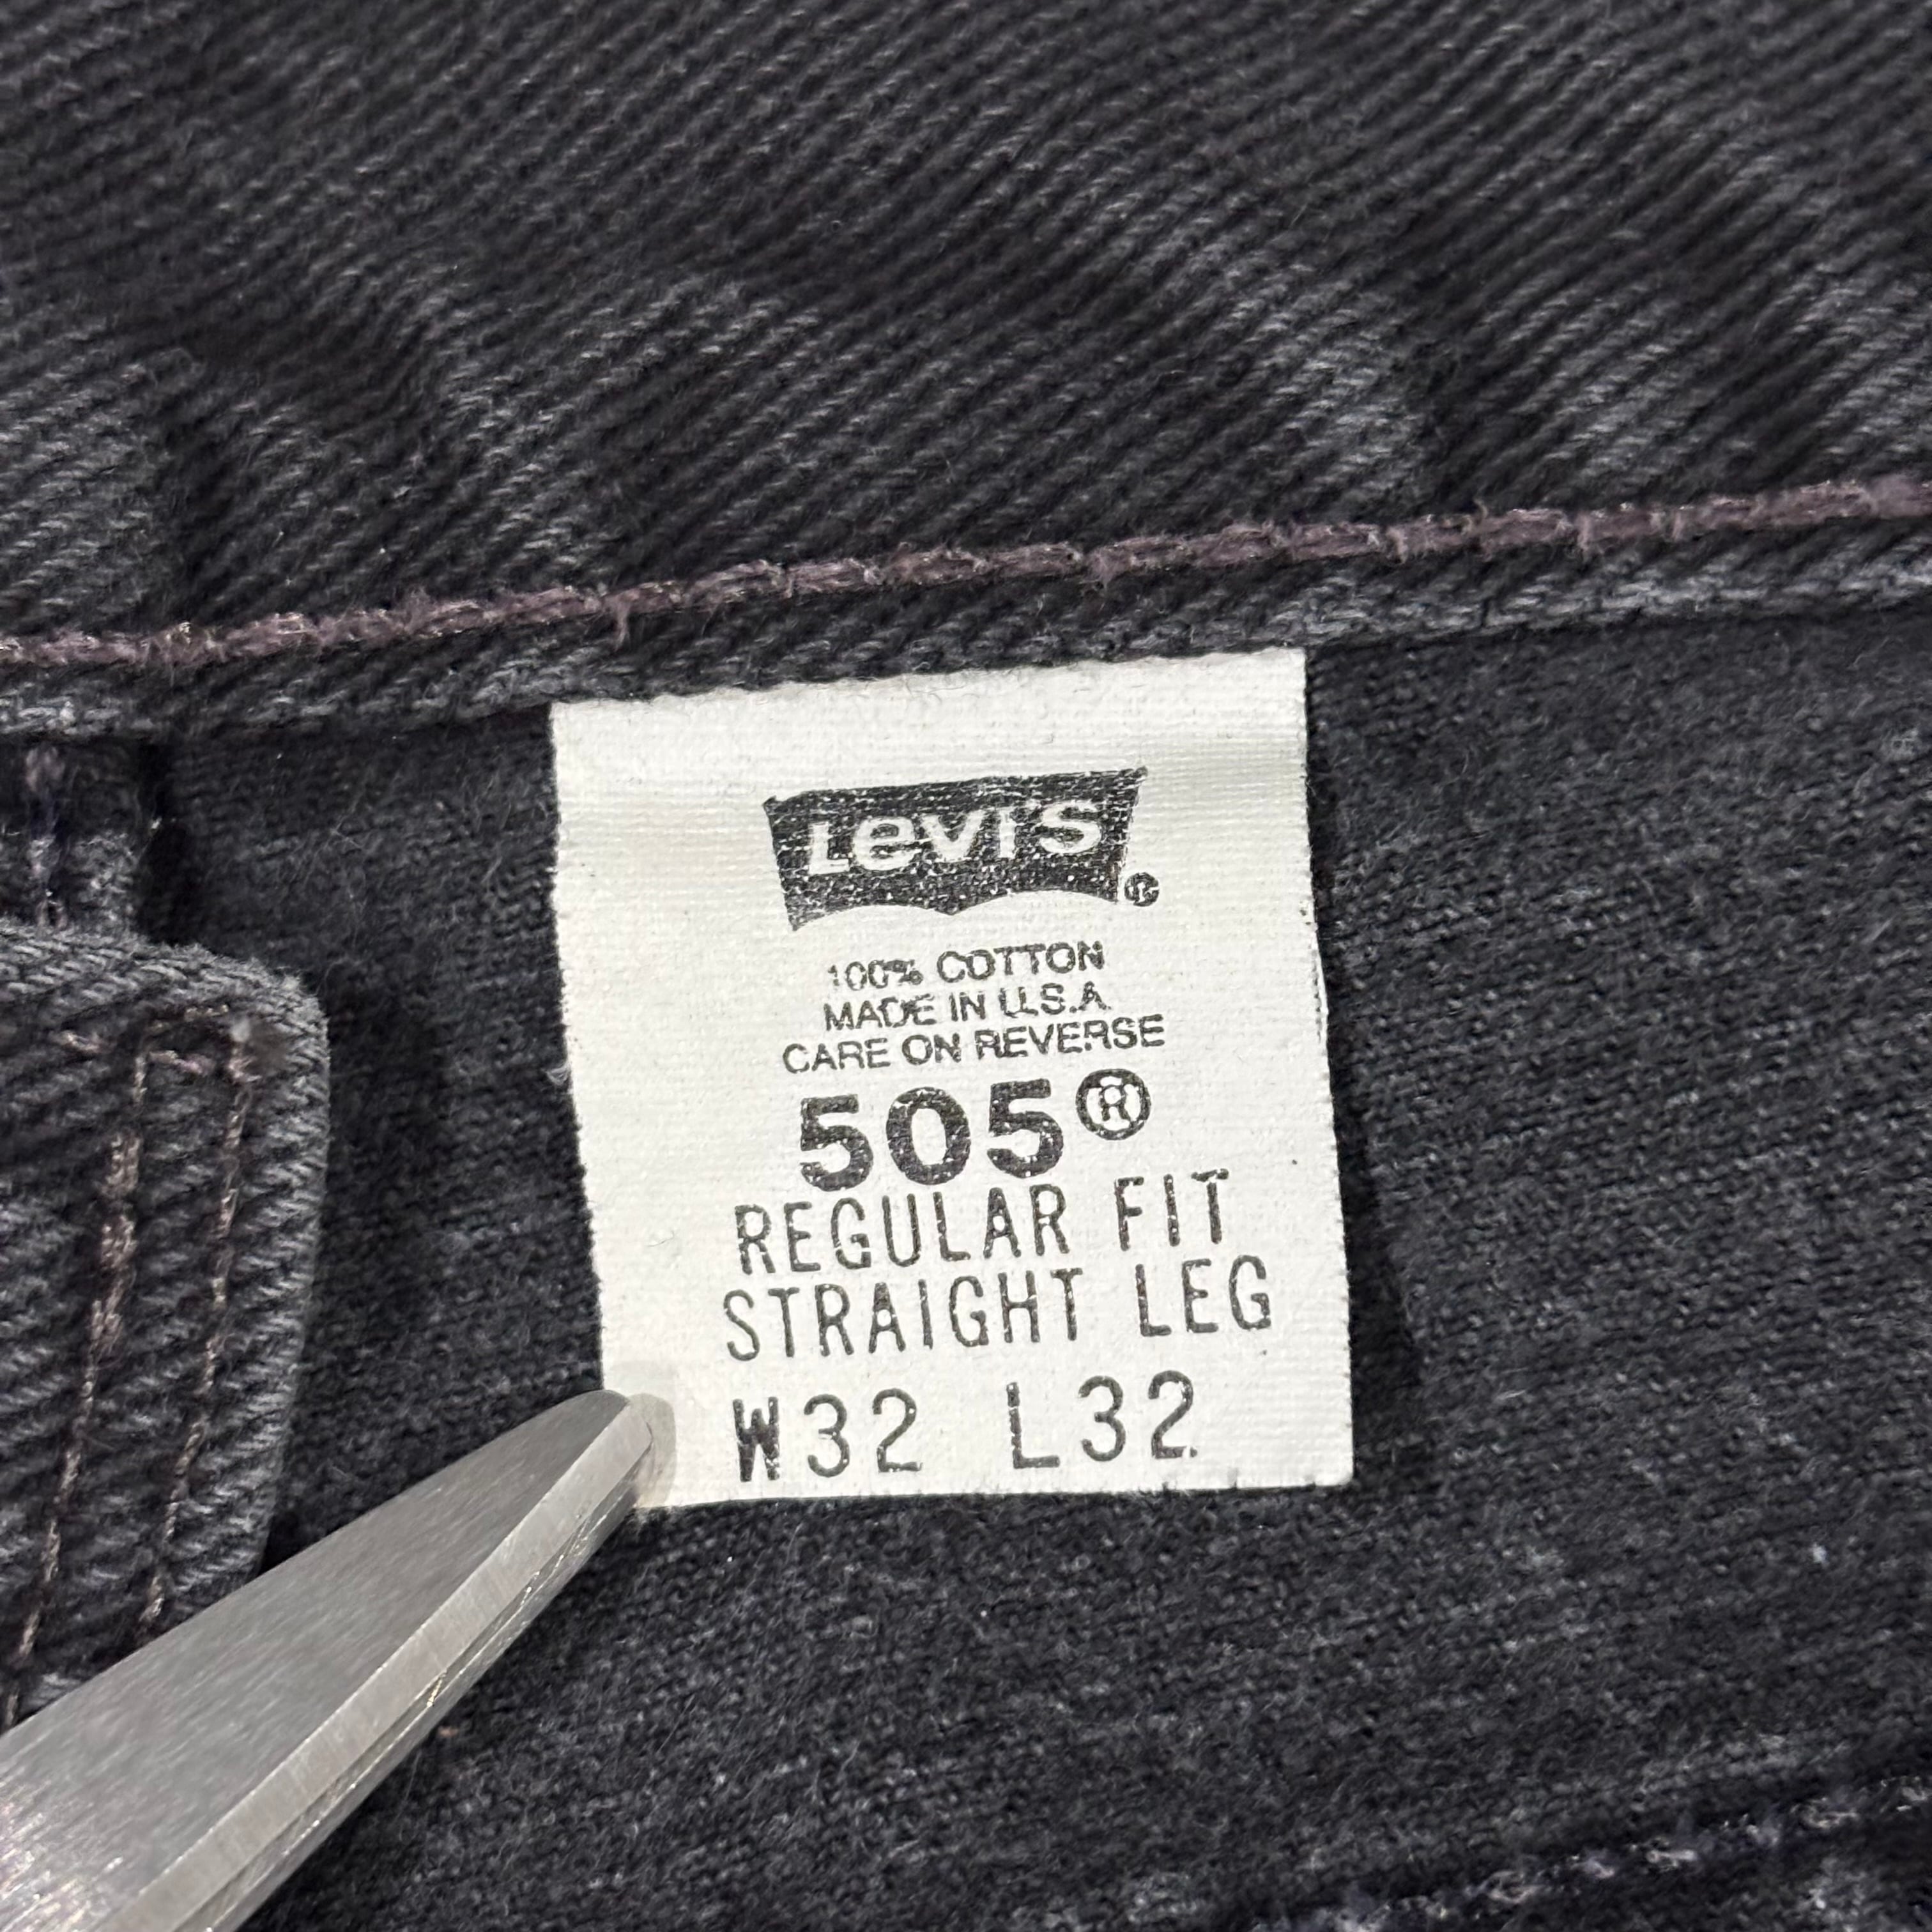 Levi's ®
100% COTTON
MADE IN U.S.A.
CARE ON REVERSE
505®
REGULAR FIT
STRAIGHT LEG
W32 L32